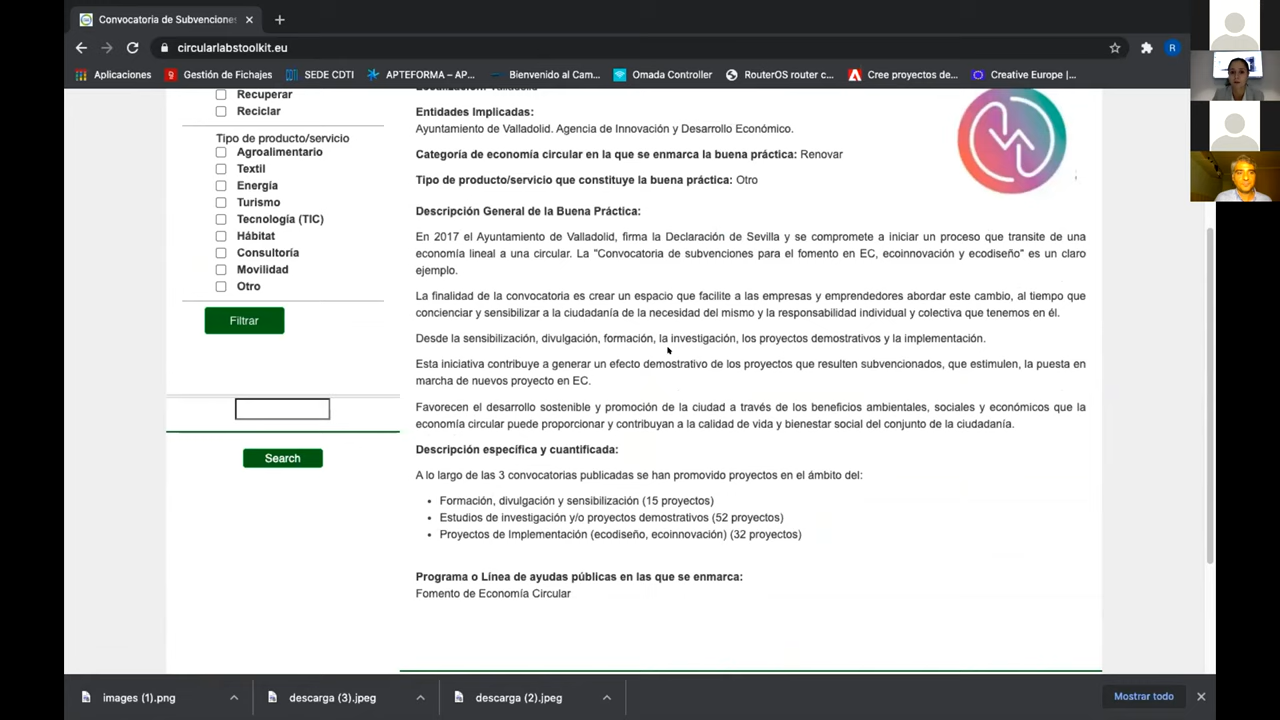 Convocatoria de Subvenciones
circularlabstoolkit.eu
R
Aplicaciones
Gestión de Fichajes
SEDE CDTI
APTEFORMA – AP...
Bienvenido al Cam...
Omada Controller
RouterOS router c...
Cree proyectos de...
Creative Europe |...
Recuperar
Reciclar
Tipo de producto/servicio
Agroalimentario
Textil
Energía
Turismo
Tecnología (TIC)
Hábitat
Consultoría
Movilidad
Otro
Filtrar
Search
Entidades Implicadas:
Ayuntamiento de Valladolid. Agencia de Innovación y Desarrollo Económico.
Categoría de economía circular en la que se enmarca la buena práctica: Renovar
Tipo de producto/servicio que constituye la buena práctica: Otro
Descripción General de la Buena Práctica:
En 2017 el Ayuntamiento de Valladolid, firma la Declaración de Sevilla y se compromete a iniciar un proceso que transite de una
economía lineal a una circular. La "Convocatoria de subvenciones para el fomento en EC, ecoinnovación y ecodiseño" es un claro
ejemplo.
La finalidad de la convocatoria es crear un espacio que facilite a las empresas y emprendedores abordar este cambio, al tiempo que
concienciar y sensibilizar a la ciudadanía de la necesidad del mismo y la responsabilidad individual y colectiva que tenemos en él.
Desde la sensibilización, divulgación, formación, la investigación, los proyectos demostrativos y la implementación.
Esta iniciativa contribuye a generar un efecto demostrativo de los proyectos que resulten subvencionados, que estimulen, la puesta en
marcha de nuevos proyecto en EC.
Favorecen el desarrollo sostenible y promoción de la ciudad a través de los beneficios ambientales, sociales y económicos que la
economía circular puede proporcionar y contribuyan a la calidad de vida y bienestar social del conjunto de la ciudadanía.
Descripción específica y cuantificada:
A lo largo de las 3 convocatorias publicadas se han promovido proyectos en el ámbito del:
• Formación, divulgación y sensibilización (15 proyectos)
• Estudios de investigación y/o proyectos demostrativos (52 proyectos)
• Proyectos de Implementación (ecodiseño, ecoinnovación) (32 proyectos)
Programa o Línea de ayudas públicas en las que se enmarca:
Fomento de Economía Circular
images (1).png
descarga (3).jpeg
descarga (2).jpeg
Mostrar todo